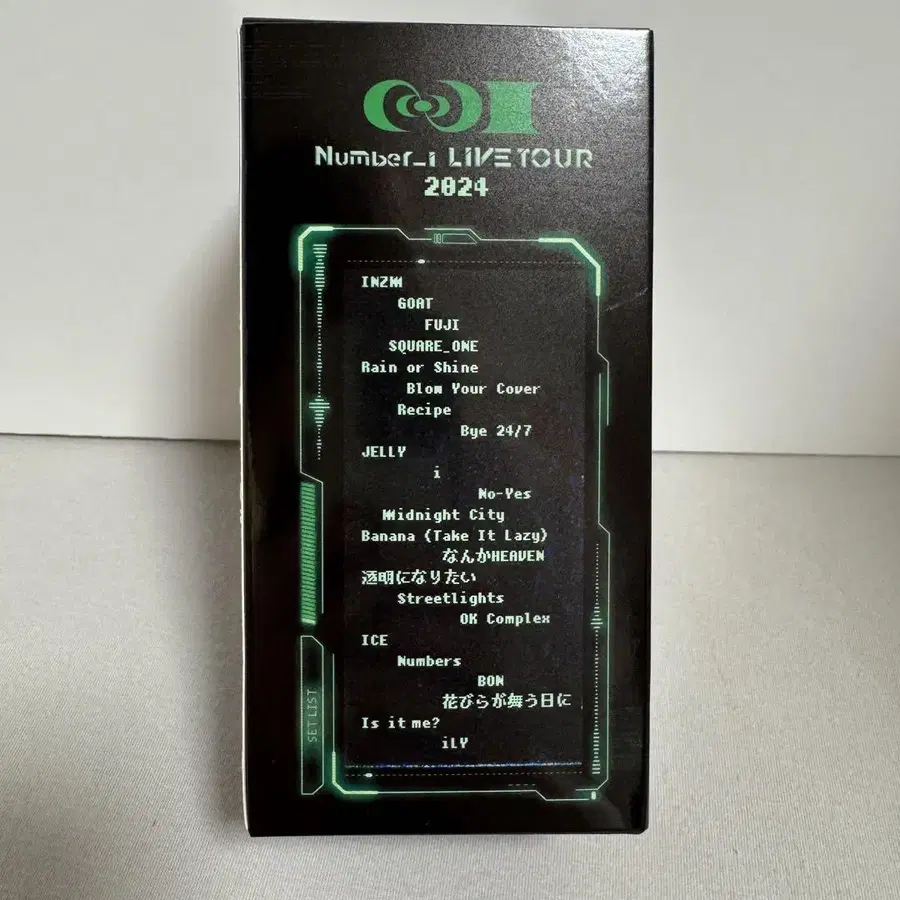 Number_i LIVE TOUR
2024
INZM
GOAT
FUJI
SQUARE_ONE
Rain or Shine
Blow Your Cover
Recipe
Bye 24/7
JELLY
i
No-Yes
Midnight City
Banana (Take It Lazy)
なんかHEAVEN
透明になりたい
Streetlights
OK Complex
ICE
Numbers
BON
花びらが舞う日に
Is it me?
iLY
SET LIST